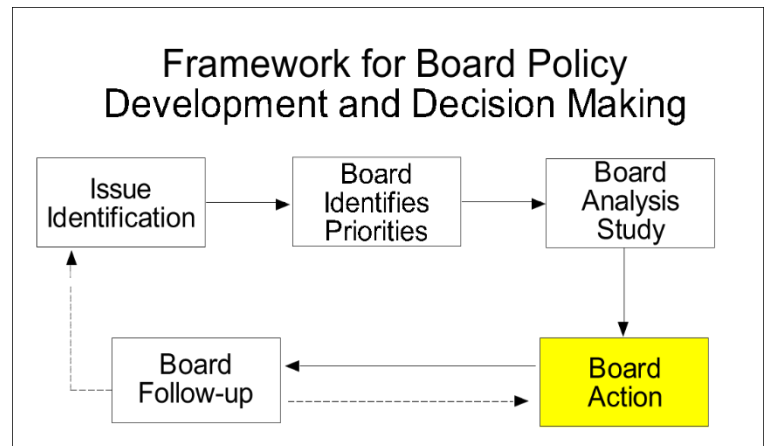 Framework for Board Policy
Development and Decision Making
Issue
Identification
Board
Identifies
Priorities
Board
Analysis
Study
Board
Follow-up
Board
Action